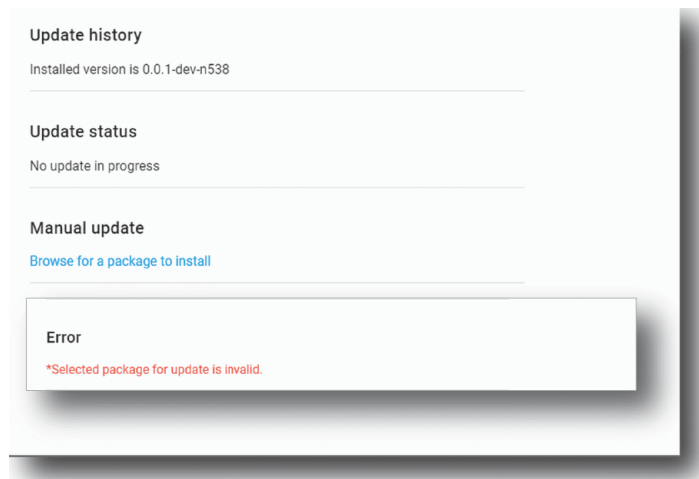 Update history
Installed version is 0.0.1-dev-n538
Update status
No update in progress
Manual update
Browse for a package to install
Error
*Selected package for update is invalid.